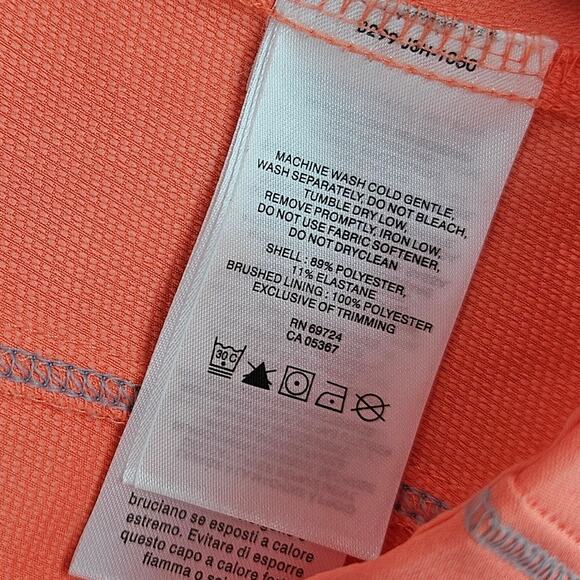 MACHINE WASH COLD GENTLE,
WASH SEPARATELY. DO NOT BLEACH,
TUMBLE DRY LOW,
REMOVE PROMPTLY. IRON LOW,
DO NOT USE FABRIC SOFTENER,
DO NOT DRYCLEAN
SHELL : 89% POLYESTER,
11% ELASTANE
BRUSHED LINING : 100% POLYESTER
EXCLUSIVE OF TRIMMING
RN 69724
CA 05367
30 C
bruciano se esposti a calore
estremo. Evitare di esporre
questo capo a calore
fiamma o